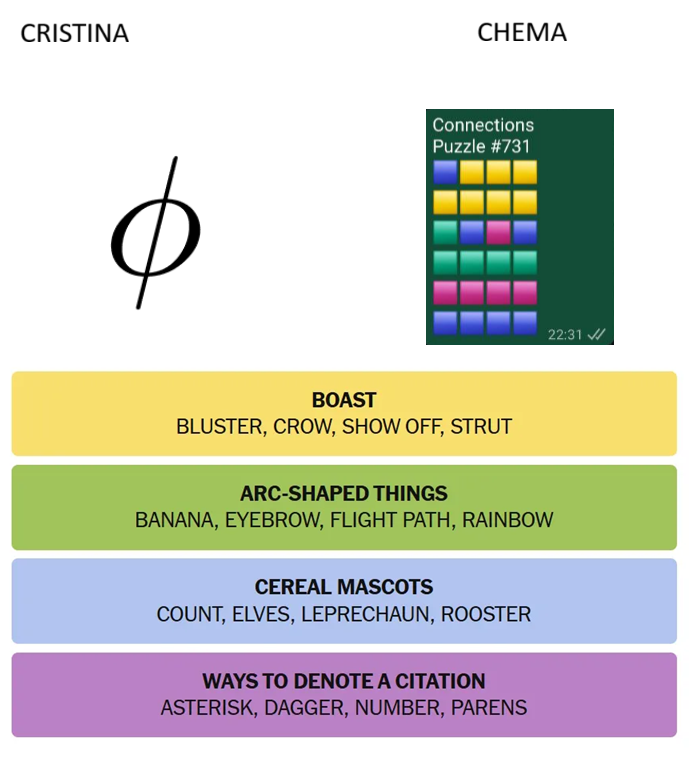 CRISTINA
CHEMA
ϕ
Connections
Puzzle #731
22:31
BOAST
BLUSTER, CROW, SHOW OFF, STRUT
ARC-SHAPED THINGS
BANANA, EYEBROW, FLIGHT PATH, RAINBOW
CEREAL MASCOTS
COUNT, ELVES, LEPRECHAUN, ROOSTER
WAYS TO DENOTE A CITATION
ASTERISK, DAGGER, NUMBER, PARENS